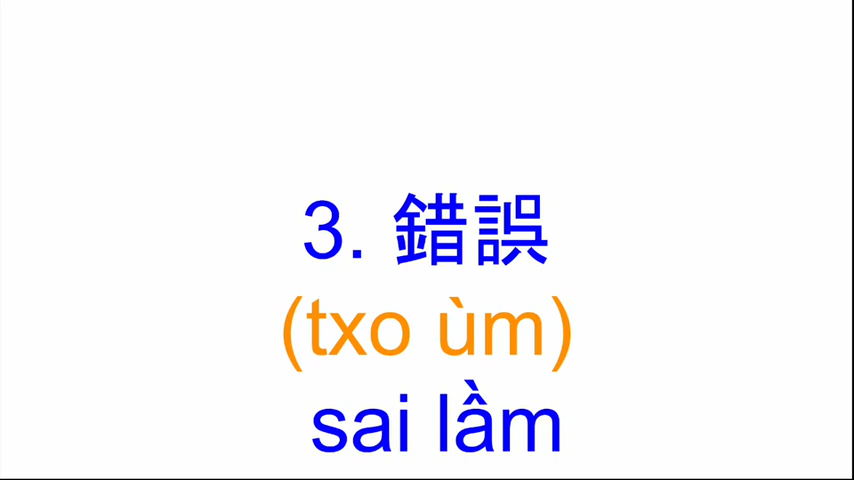 3. 錯誤
(txo ùm)
sai lầm